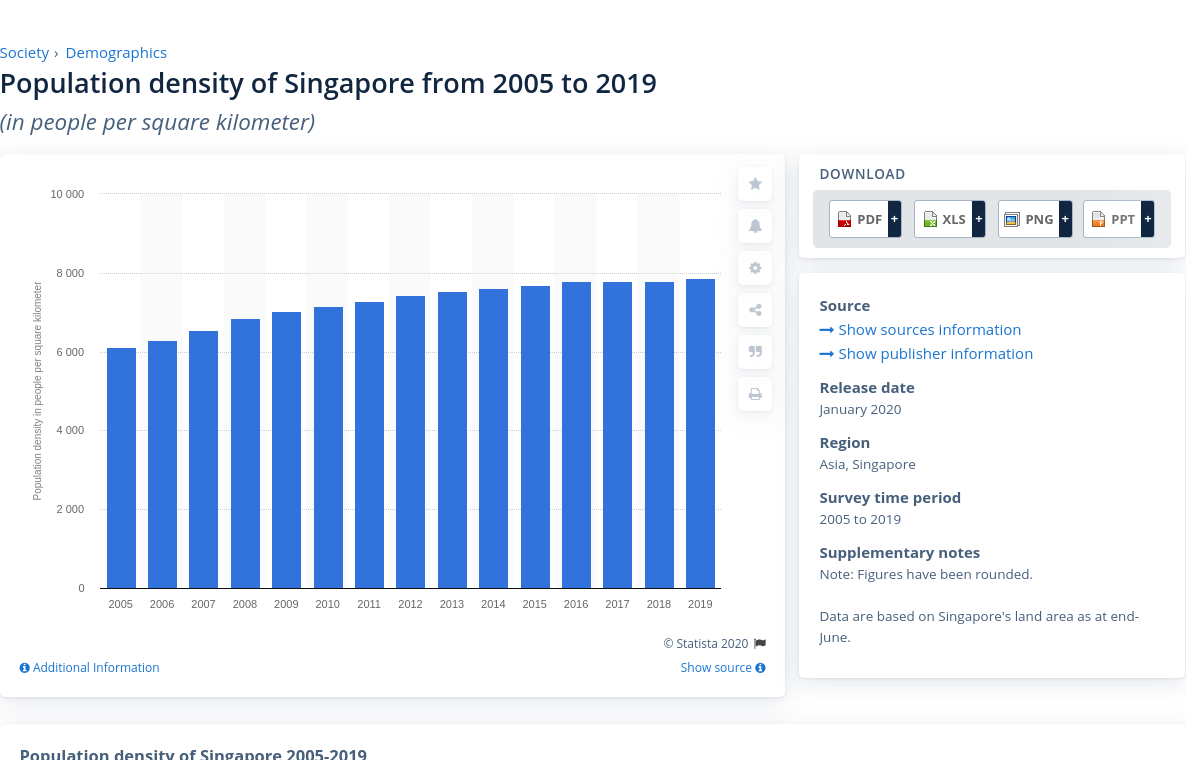 Society › Demographics
Population density of Singapore from 2005 to 2019
(in people per square kilometer)
10 000
8 000
6 000
4 000
2 000
0
Population density in people per square kilometer
2005 2006 2007 2008 2009 2010 2011 2012 2013 2014 2015 2016 2017 2018 2019
© Statista 2020
Additional Information
Show source
DOWNLOAD
PDF + XLS + PNG + PPT +
Source
Show sources information
Show publisher information
Release date
January 2020
Region
Asia, Singapore
Survey time period
2005 to 2019
Supplementary notes
Note: Figures have been rounded.
Data are based on Singapore's land area as at end-
June.
Population density of Singapore 2005-2019